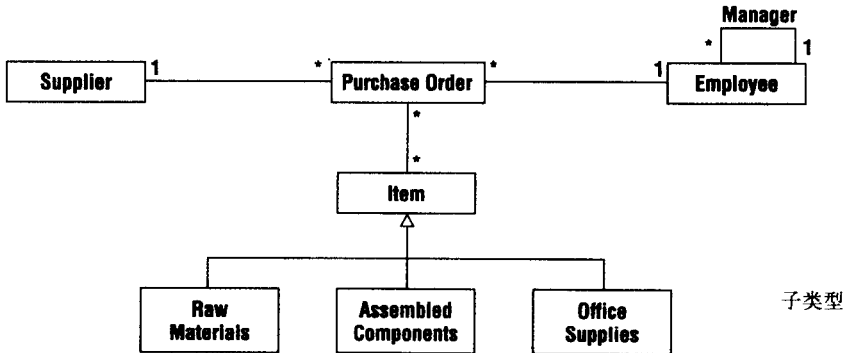 Manager
* 1
Supplier 1 * Purchase Order * 1 Employee
*
*
Item
Raw
Materials
Assembled
Components
Office
Supplies
子类型